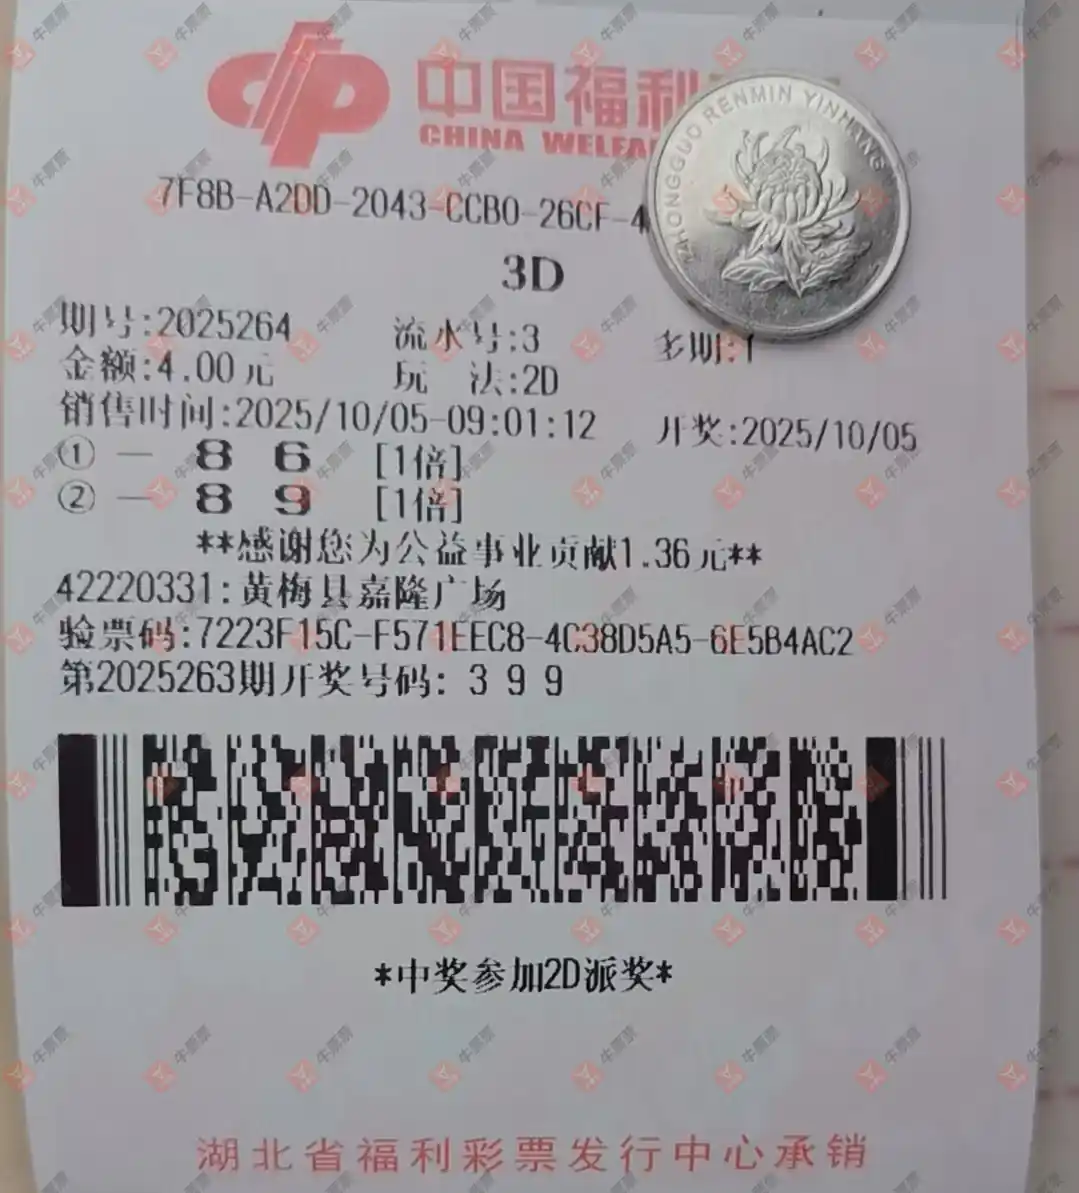 中国福利
CHINA WELFA
ZHONGGUO RENMIN YINHANG
7F8B-A2DD-2043-CCB0-26CF-4
3D
期号:2025264 流水号:3 多期:1
金额:4.00元 玩 法:2D
销售时间:2025/10/05-09:01:12 开奖:2025/10/05
① — 8 6 [1倍]
② — 8 9 [1倍]
**感谢您为公益事业贡献1.36元**
42220331:黄梅县嘉隆广场
验票码:7223F15C-F571EEC8-4C38D5A5-6E5B4AC2
第2025263期开奖号码: 3 9 9
*中奖参加2D派奖*
湖北省福利彩票发行中心承销
牛票票